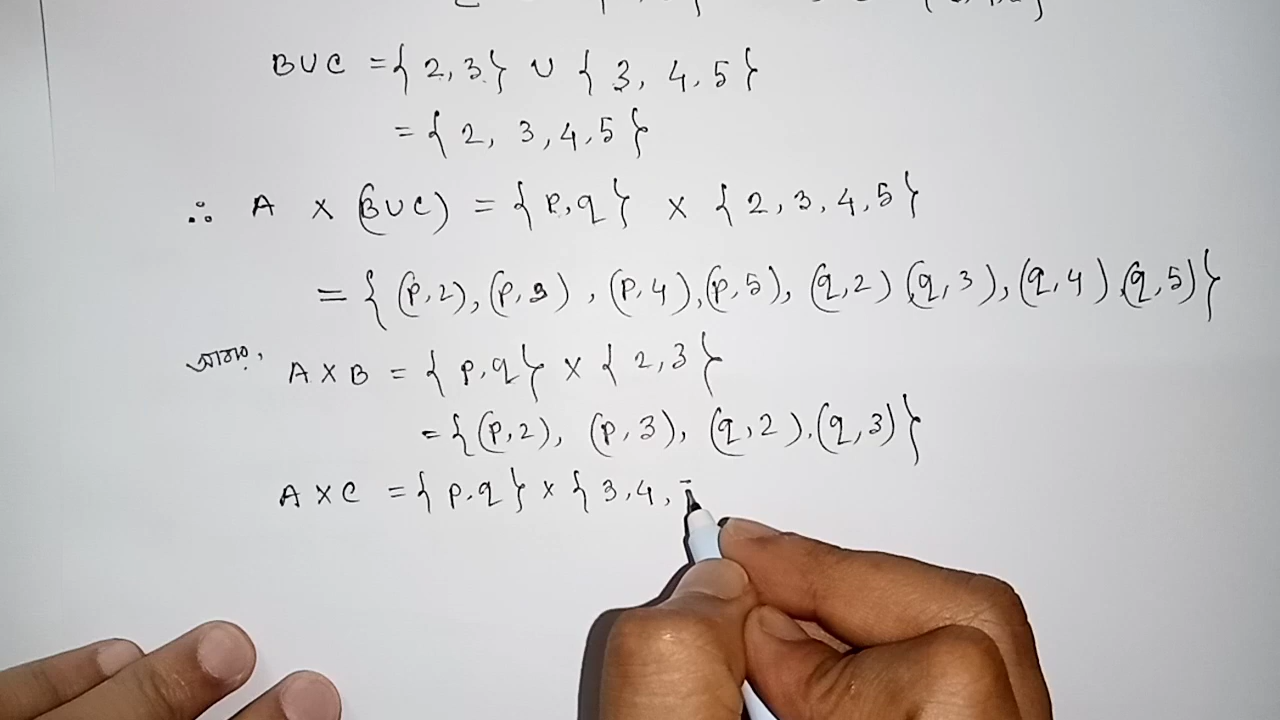 B∪C = {2,3} ∪ {3, 4,5}
= {2, 3,4,5}
∴ A × (B∪C) = {p,q} × {2,3,4,5}
= {(p,2),(p,3),(p,4),(p,5),(q,2)(q,3),(q,4)(q,5)}
আবার, A×B = {p,q} × {2,3}
= {(p,2), (p,3), (q,2),(q,3)}
A×C = {p,q} × {3,4,